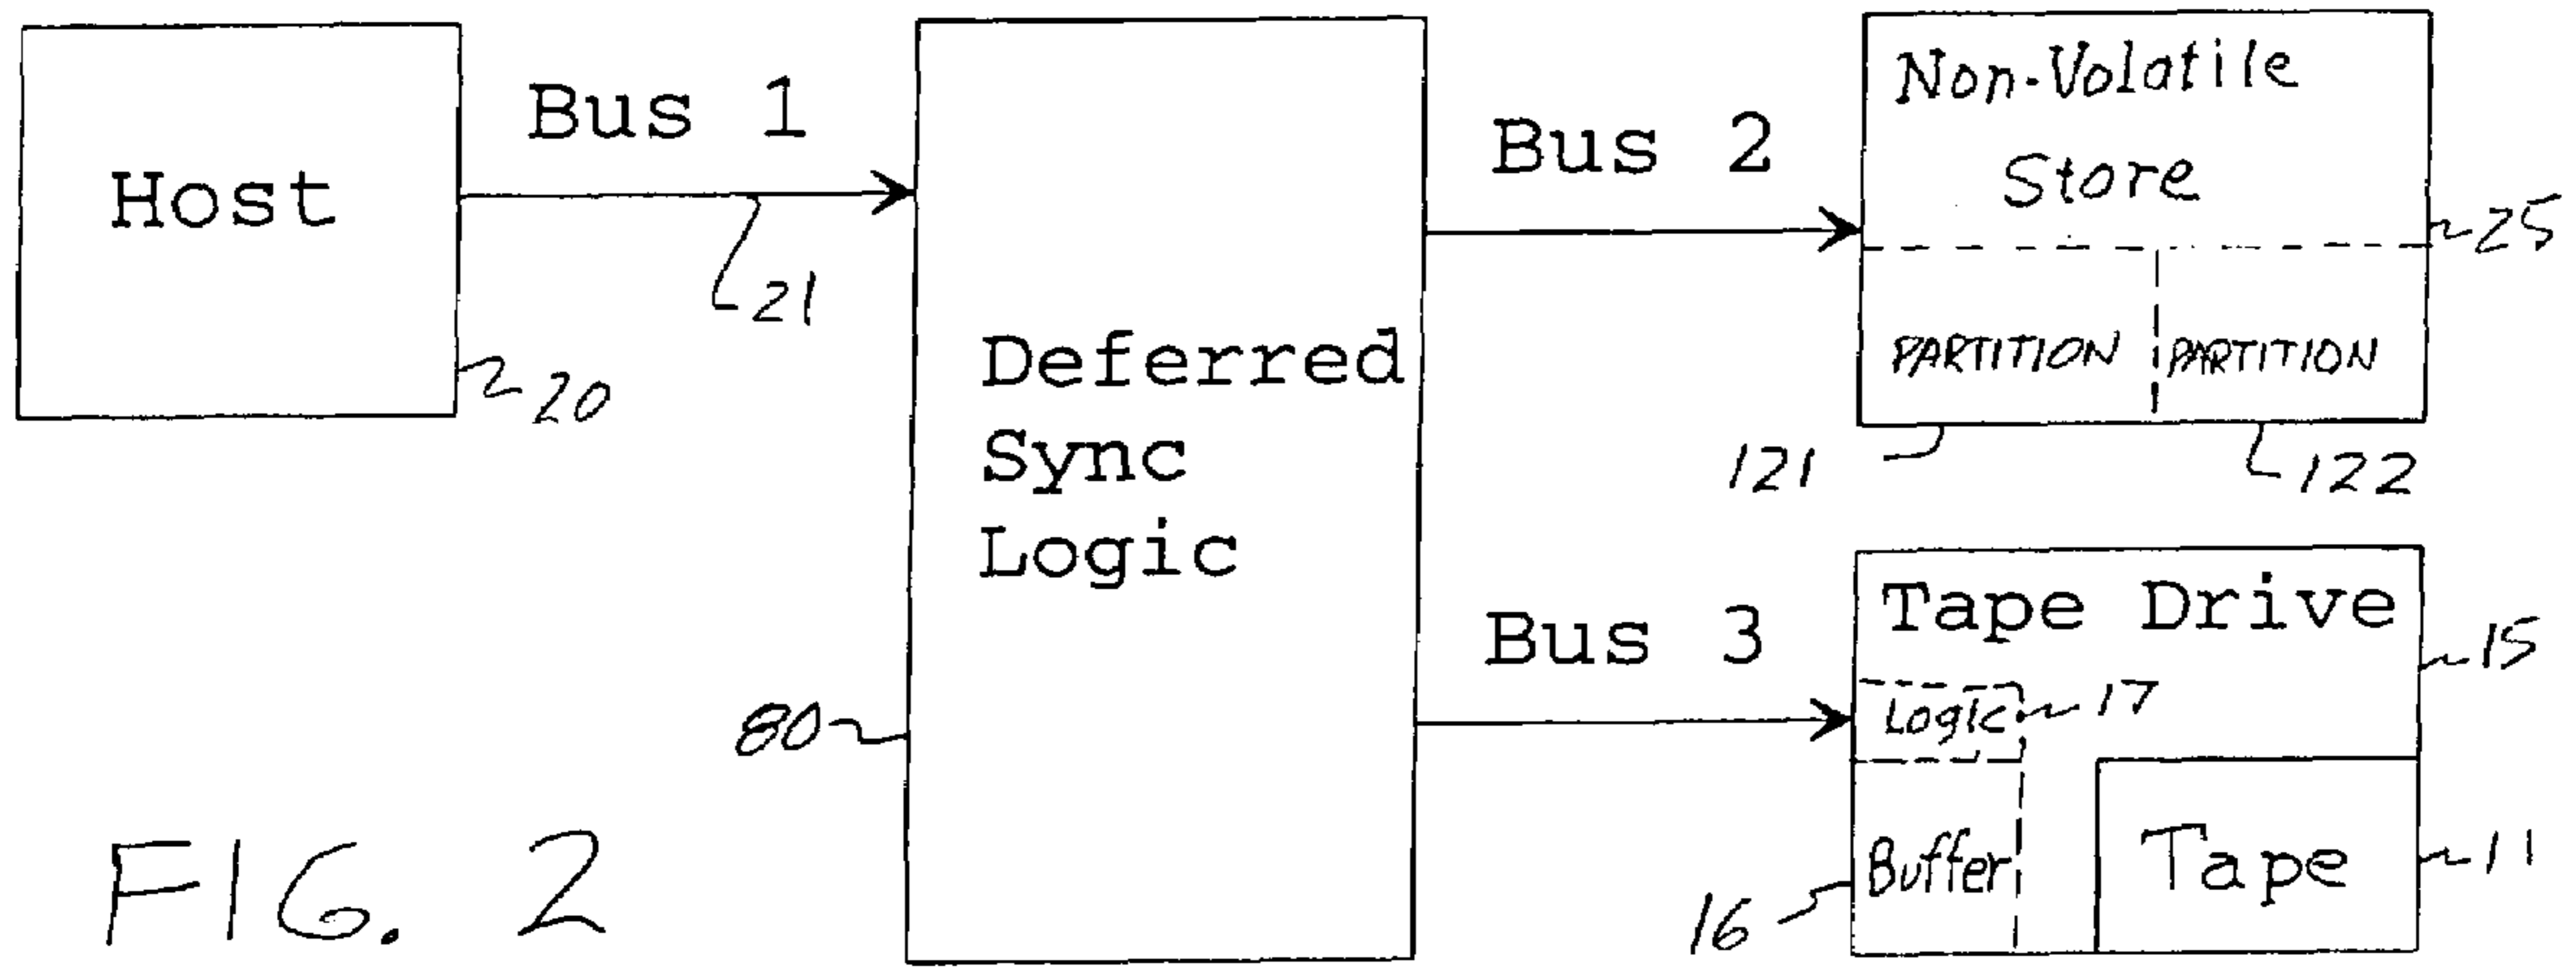 Host
20
Bus 1
21
Deferred
Sync
Logic
80
Bus 2
Non-Volatile
Store
25
PARTITION PARTITION
121
122
Bus 3
Tape Drive
15
Logic
17
Buffer
16
Tape
11
FIG. 2